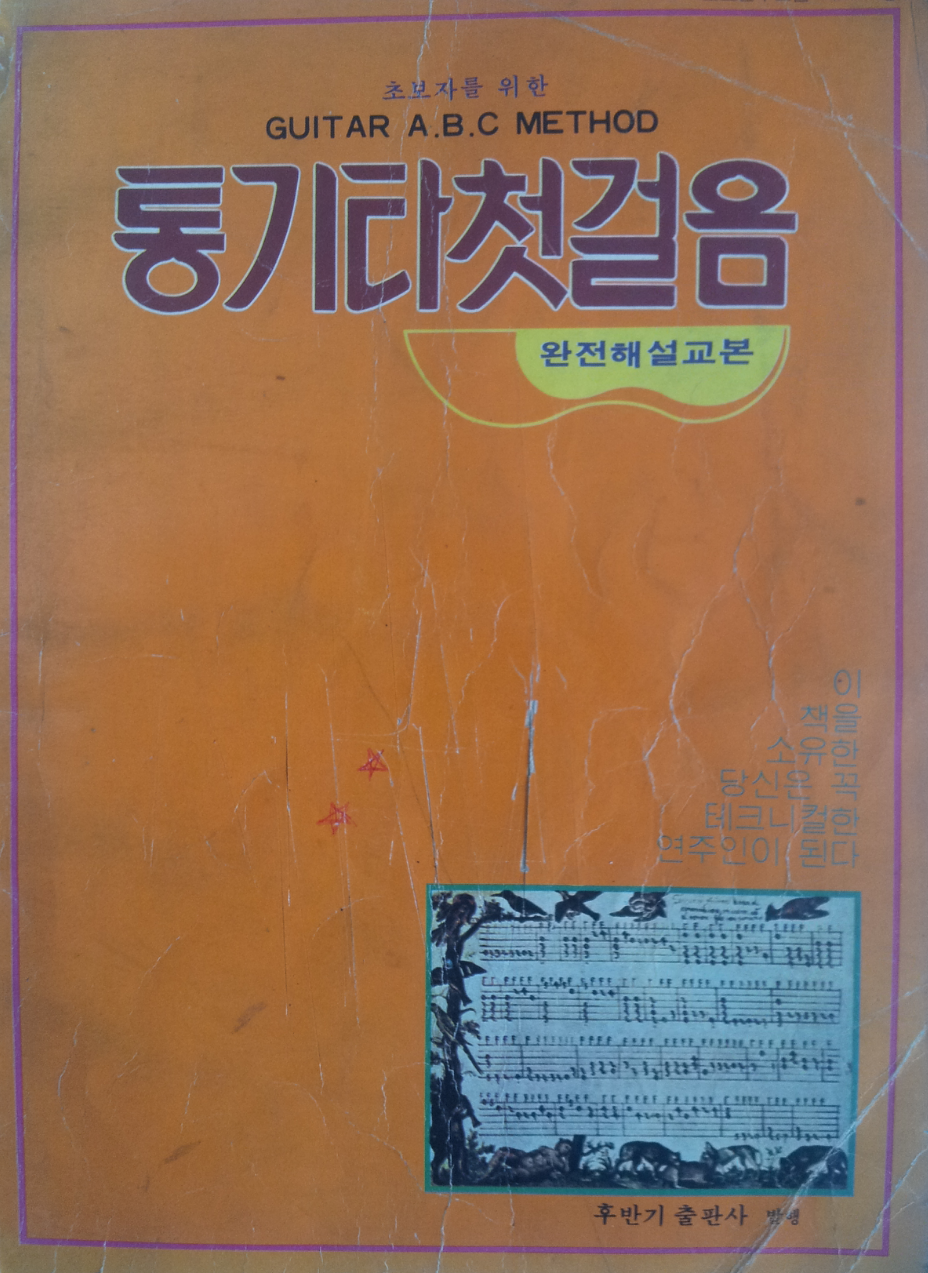 초보자를 위한
GUITAR A.B.C METHOD
통기타첫걸음
완전해설교본
이
책을
소유한
당신은 꼭
테크니컬한
연주인이 된다
후반기 출판사 발행